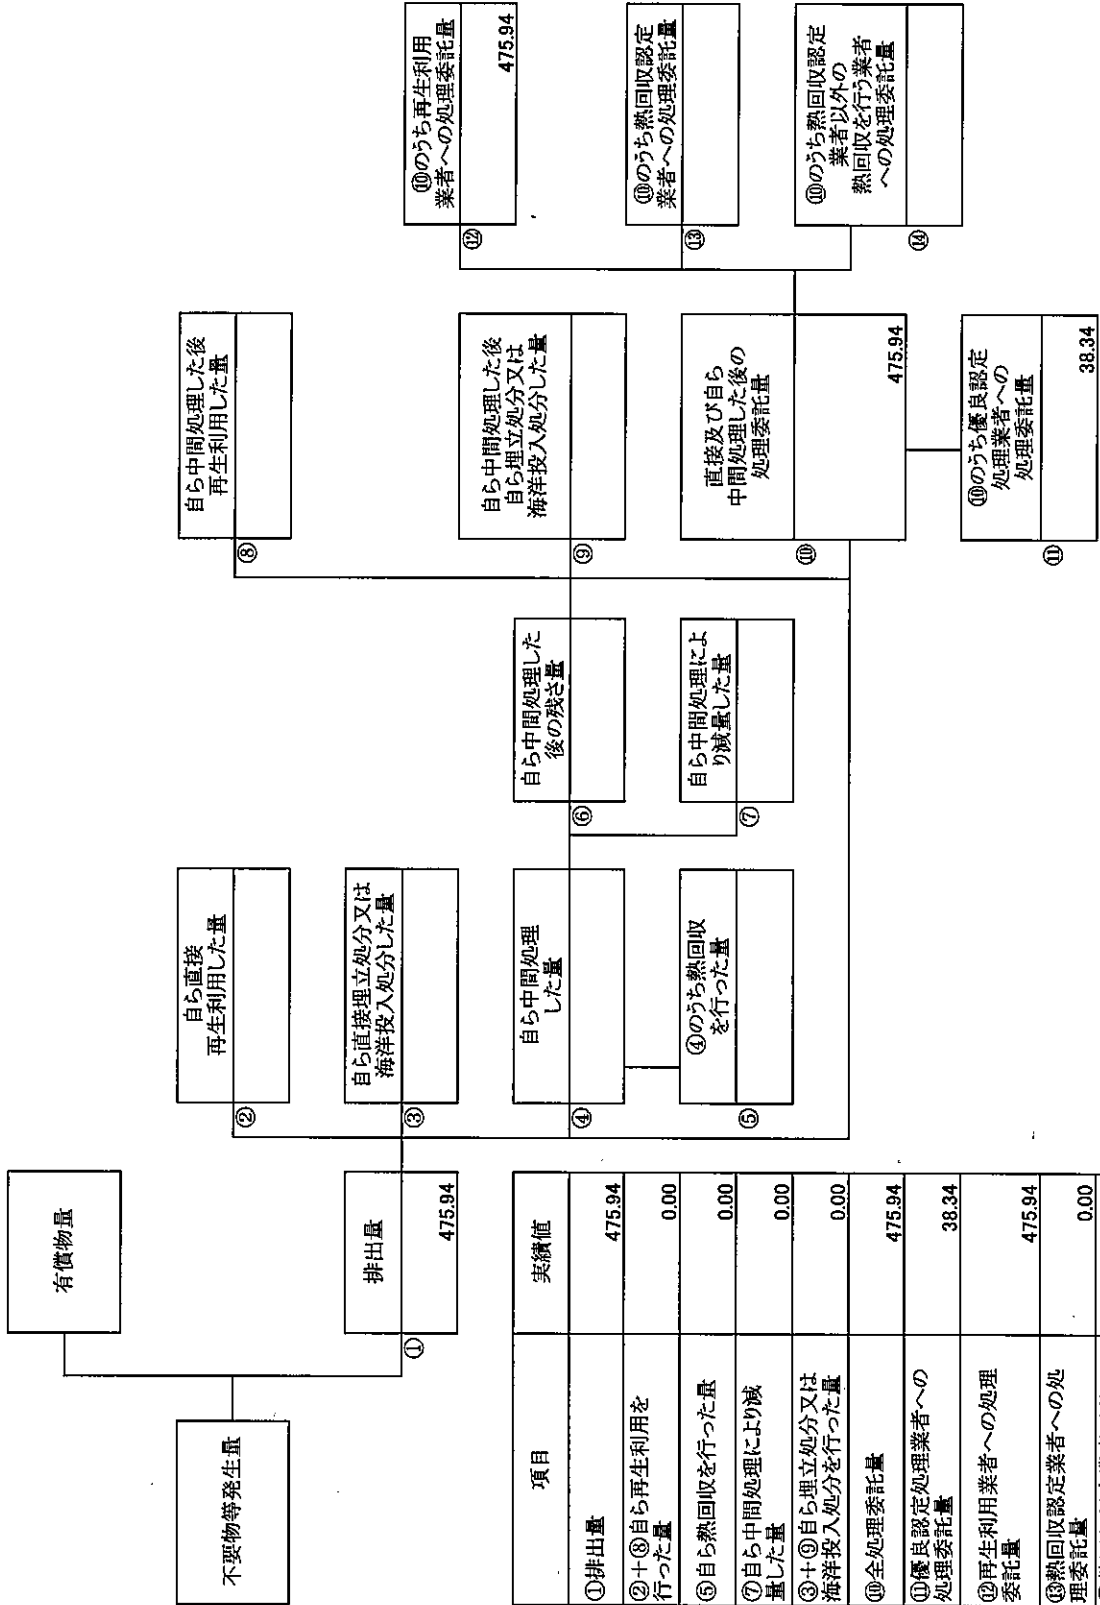 不要物等発生量
有償物量
排出量
①
475.94
自ら直接
再生利用した量
②
自ら直接埋立処分又は
海洋投入処分した量
③
自ら中間処理
した量
④
④のうち熱回収
を行った量
⑤
自ら中間処理した
後の残さ量
⑥
自ら中間処理によ
り減量した量
⑦
自ら中間処理した後
再生利用した量
⑧
自ら中間処理した後
自ら埋立処分又は
海洋投入処分した量
⑨
直接及び自ら
中間処理した後の
処理委託量
⑩
475.94
⑩のうち優良認定
処理業者への
処理委託量
⑪
38.34
⑩のうち再生利用
業者への処理委託量
⑫
475.94
⑩のうち熱回収認定
業者への処理委託量
⑬
⑩のうち熱回収認定
業者以外の
熱回収を行う業者
への処理委託量
⑭
項目 実績値
①排出量 475.94
②+⑧自ら再生利用を
行った量 0.00
⑤自ら熱回収を行った量 0.00
⑦自ら中間処理により減
量した量 0.00
③+⑨自ら埋立処分又は
海洋投入処分を行った量 0.00
⑩全処理委託量 475.94
⑪優良認定処理業者への
処理委託量 38.34
⑫再生利用業者への処理
委託量 475.94
⑬熱回収認定業者への処
理委託量 0.00